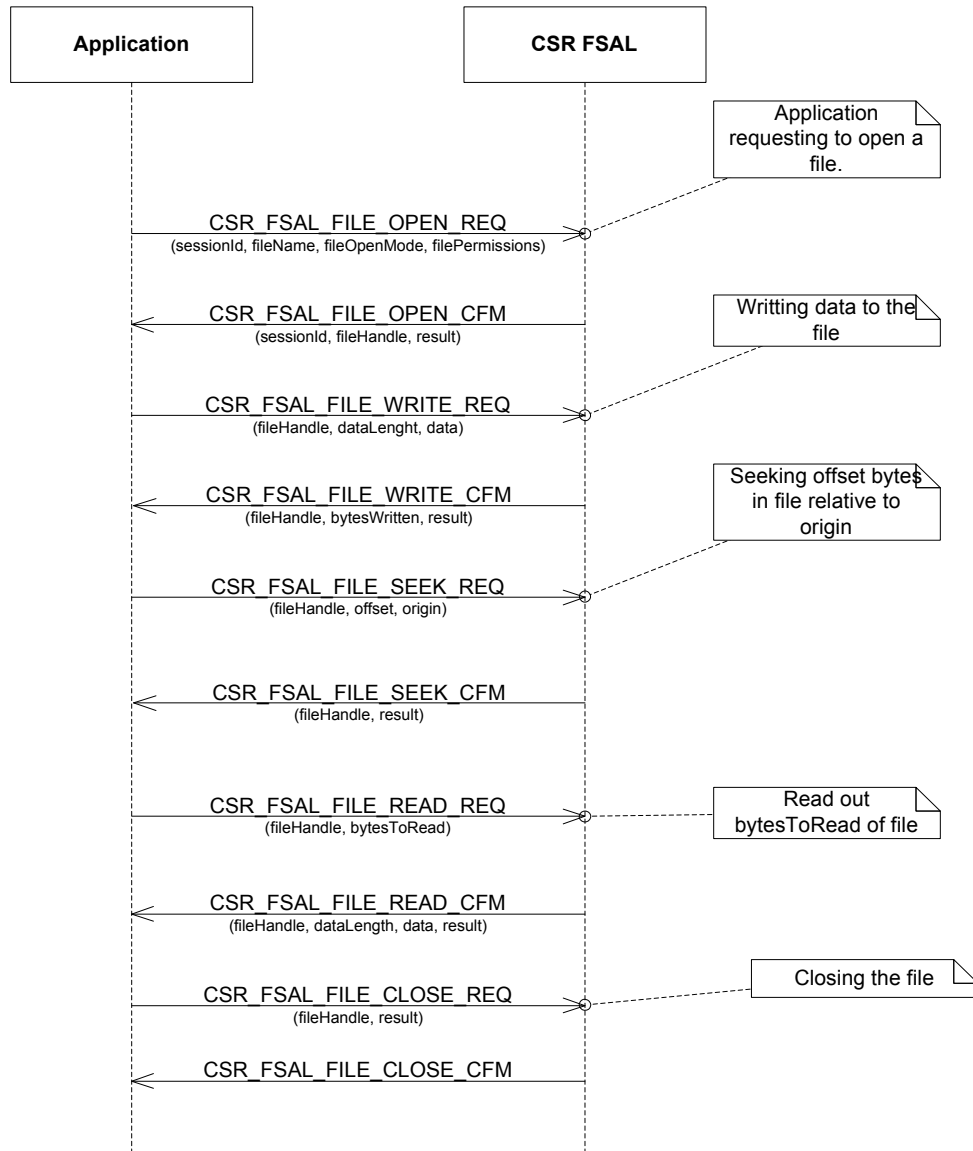 Application
CSR FSAL
Application
requesting to open a
file.
CSR_FSAL_FILE_OPEN_REQ
(sessionId, fileName, fileOpenMode, filePermissions)
CSR_FSAL_FILE_OPEN_CFM
(sessionId, fileHandle, result)
Writting data to the
file
CSR_FSAL_FILE_WRITE_REQ
(fileHandle, dataLenght, data)
CSR_FSAL_FILE_WRITE_CFM
(fileHandle, bytesWritten, result)
Seeking offset bytes
in file relative to
origin
CSR_FSAL_FILE_SEEK_REQ
(fileHandle, offset, origin)
CSR_FSAL_FILE_SEEK_CFM
(fileHandle, result)
CSR_FSAL_FILE_READ_REQ
(fileHandle, bytesToRead)
Read out
bytesToRead of file
CSR_FSAL_FILE_READ_CFM
(fileHandle, dataLength, data, result)
Closing the file
CSR_FSAL_FILE_CLOSE_REQ
(fileHandle, result)
CSR_FSAL_FILE_CLOSE_CFM